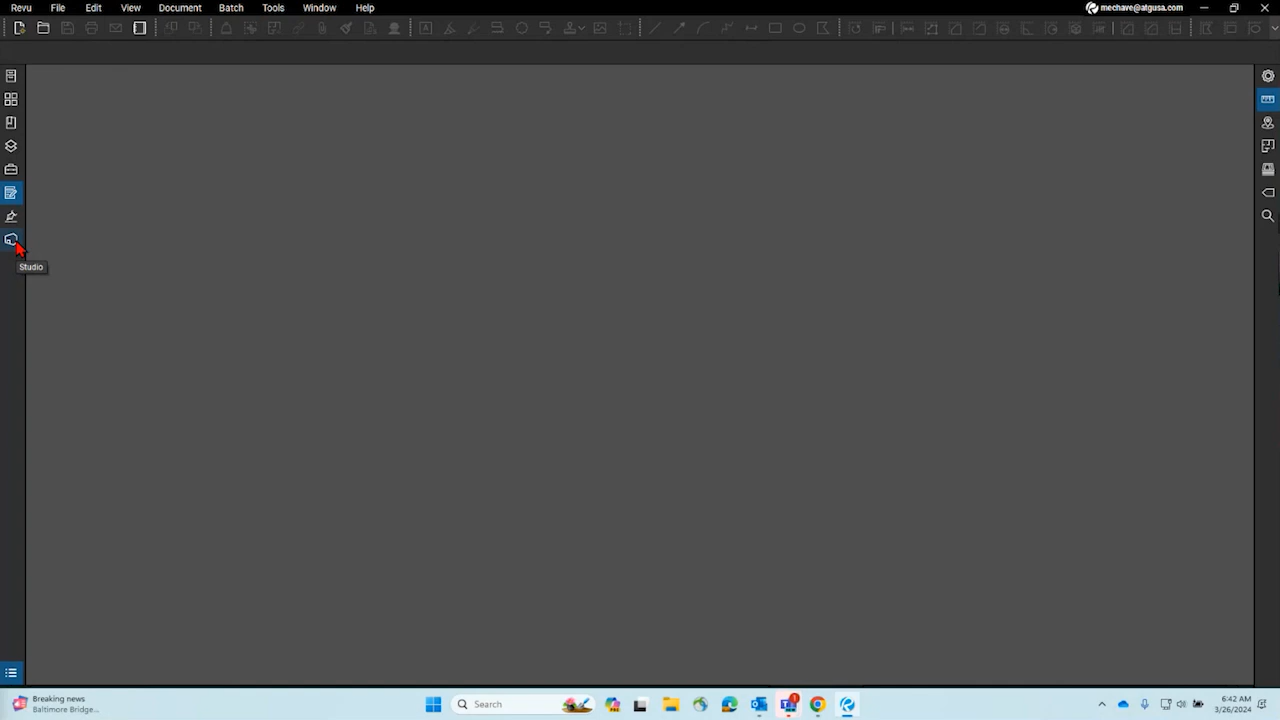 Revu File Edit View Document Batch Tools Window Help mechave@atgusa.com
Studio
Breaking news
Baltimore Bridge...
Search
1
6:42 AM
3/26/2024